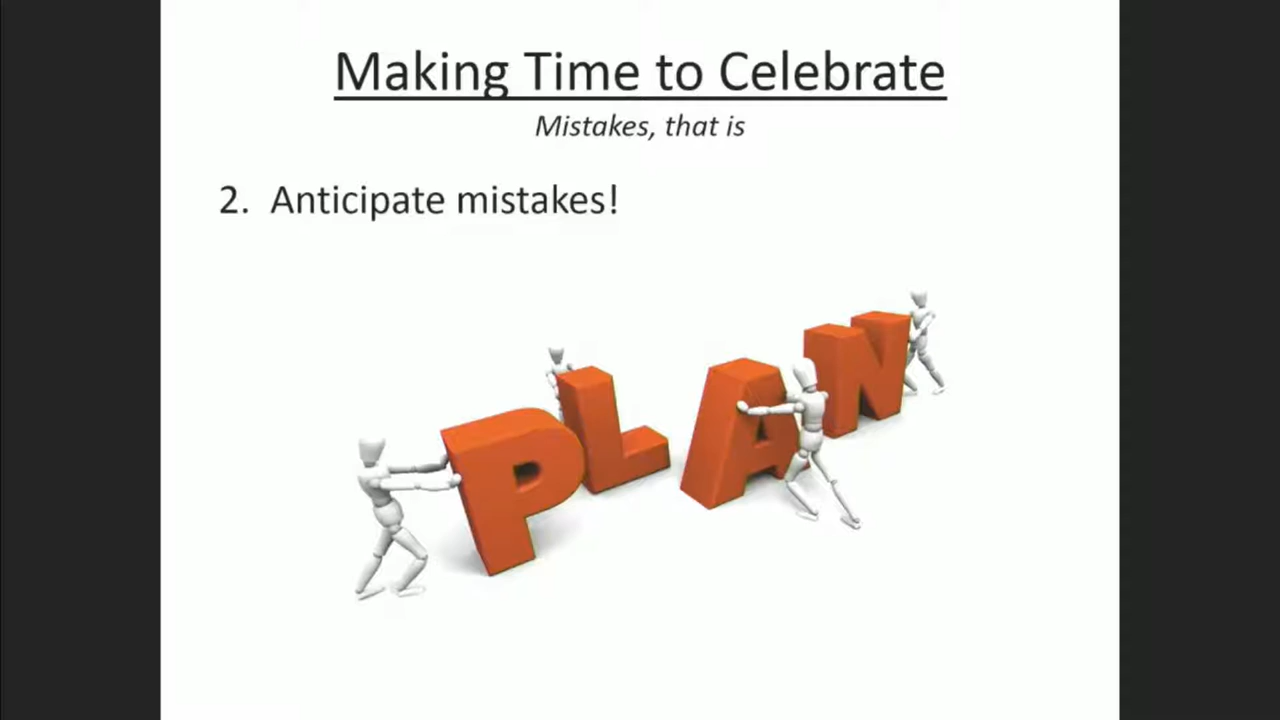 Making Time to Celebrate
Mistakes, that is
2. Anticipate mistakes!
PLAN